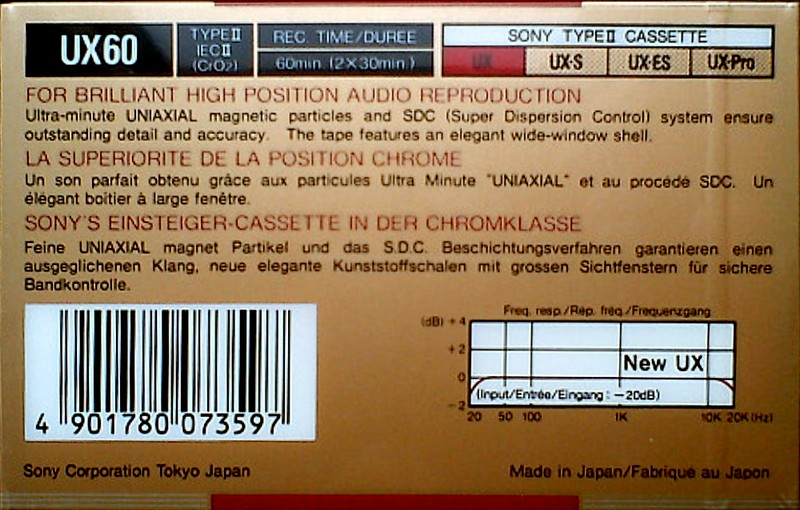 UX60
TYPE II
IEC II
(CrO2)
REC. TIME/DURÉE
60min. (2×30min.)
SONY TYPE II CASSETTE
UX UX-S UX-ES UX-Pro
FOR BRILLIANT HIGH POSITION AUDIO REPRODUCTION
Ultra-minute UNIAXIAL magnetic particles and SDC (Super Dispersion Control) system ensure
outstanding detail and accuracy. The tape features an elegant wide-window shell.
LA SUPERIORITE DE LA POSITION CHROME
Un son parfait obtenu grâce aux particules Ultra Minute "UNIAXIAL" et au procédé SDC. Un
élégant boîtier à large fenêtre.
SONY'S EINSTEIGER-CASSETTE IN DER CHROMKLASSE
Feine UNIAXIAL magnet Partikel und das S.D.C. Beschichtungsverfahren garantieren einen
ausgeglichenen Klang, neue elegante Kunststoffschalen mit grossen Sichtfenstern für sichere
Bandkontrolle.
Freq. resp./Rép. fréq./Frequenzgang
(dB) +4
+2
0
-2
New UX
(Input/Entrée/Eingang : -20dB)
20 50 100 1K 10K 20K (Hz)
4 901780 073597
Sony Corporation Tokyo Japan
Made in Japan/Fabriqué au Japon